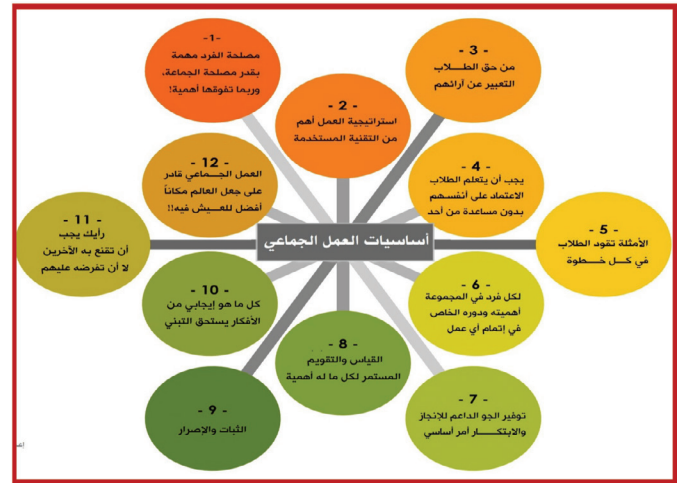 - 1 -
مصلحة الفرد مهمة
بقدر مصلحة الجماعة،
وربما تفوقها أهمية!
- 2 -
استراتيجية العمل أهم
من التقنية المستخدمة
- 3 -
من حق الطلاب
التعبير عن آرائهم
- 4 -
يجب أن يتعلم الطلاب
الاعتماد على أنفسهم
بدون مساعدة من أحد
- 5 -
الأمثلة تقود الطلاب
في كل خطوة
- 6 -
لكل فرد في المجموعة
أهميته ودوره الخاص
في إتمام أي عمل
- 7 -
توفير الجو الداعم للإنجاز
والابتكار أمر أساسي
- 8 -
القياس والتقويم
المستمر لكل ما له أهمية
- 9 -
الثبات والإصرار
- 10 -
كل ما هو إيجابي من
الأفكار يستحق التبني
- 11 -
رأيك يجب
أن تقنع به الآخرين
لا أن تفرضه عليهم
- 12 -
العمل الجماعي قادر
على جعل العالم مكاناً
أفضل للعيش فيه!!
أساسيات العمل الجماعي